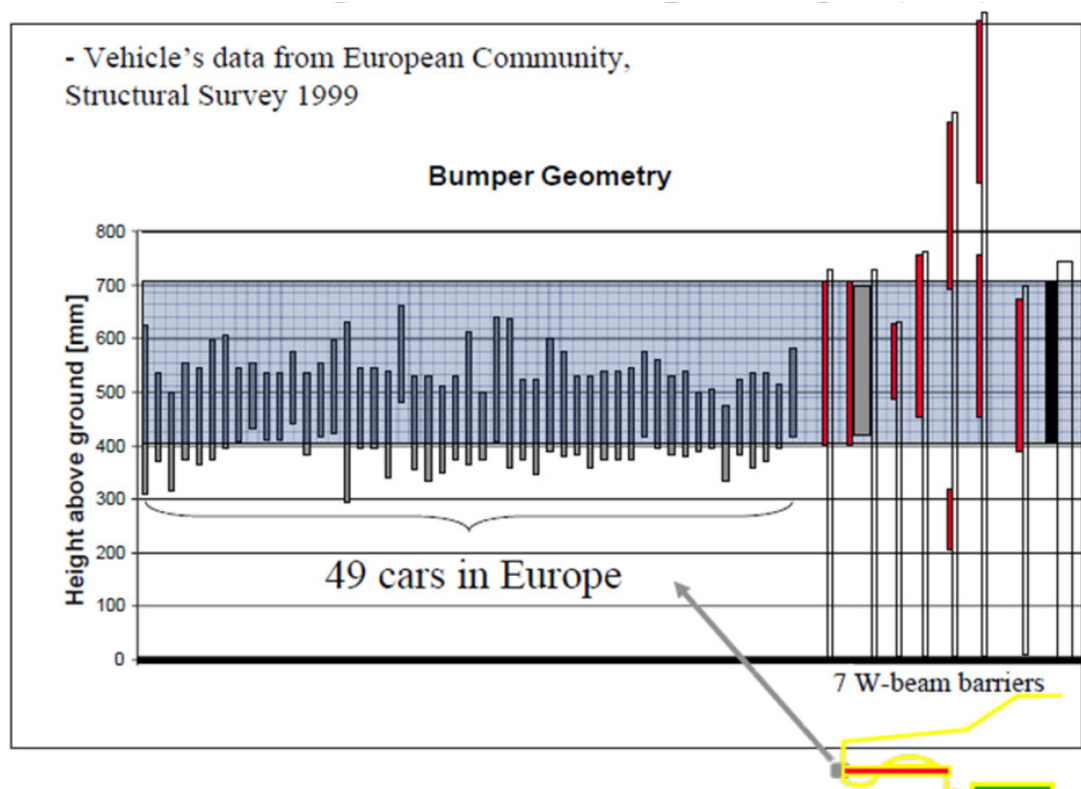 - Vehicle's data from European Community,
Structural Survey 1999
Bumper Geometry
Height above ground [mm]
800
700
600
500
400
300
200
100
0
49 cars in Europe
7 W-beam barriers